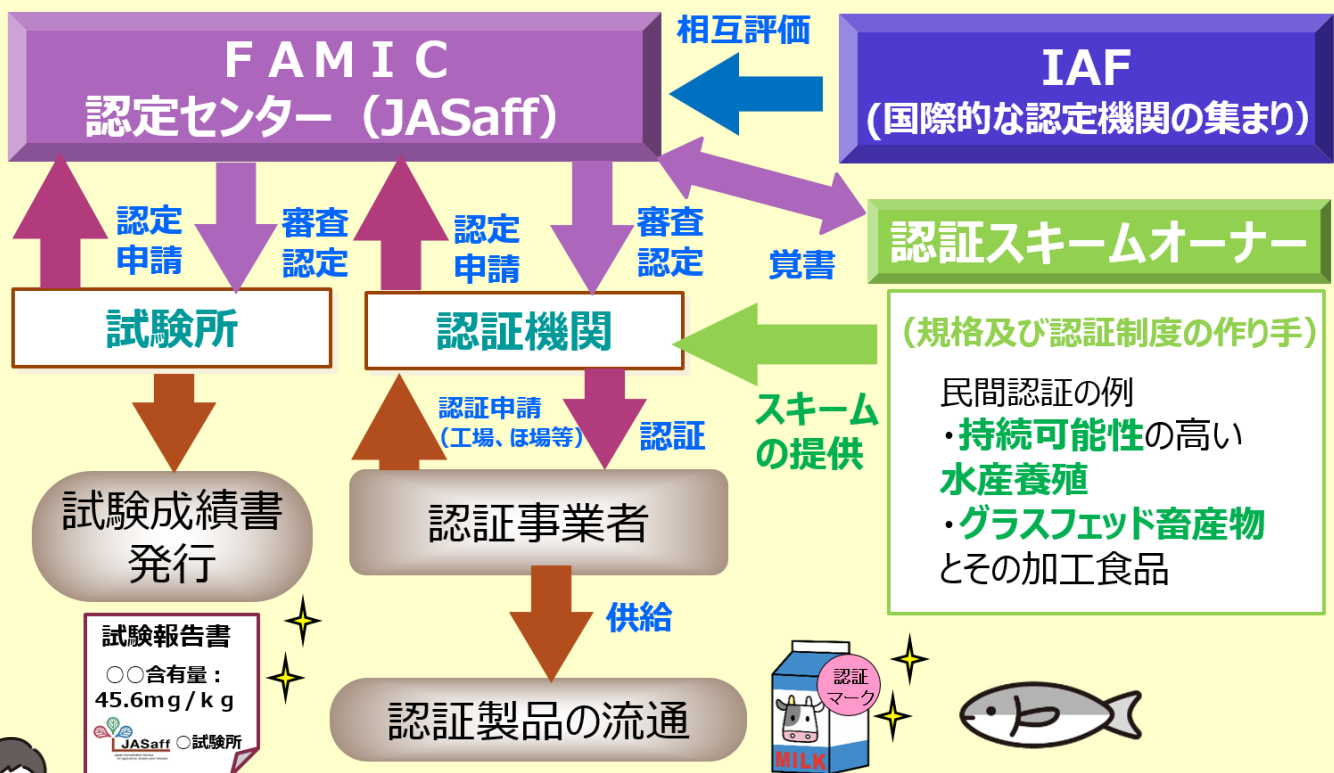 ＦＡＭＩＣ
認定センター（JASaff）
相互評価
IAF
(国際的な認定機関の集まり)
認定
申請
審査
認定
認定
申請
審査
認定
覚書
認証スキームオーナー
試験所
認証機関
（規格及び認証制度の作り手）
民間認証の例
・持続可能性の高い
水産養殖
・グラスフェッド畜産物
とその加工食品
スキーム
の提供
認証申請
（工場、ほ場等）
認証
試験成績書
発行
認証事業者
供給
試験報告書
○○含有量：
45.6mg/kg
JASaff ○試験所
認証製品の流通
認証
マーク
MILK